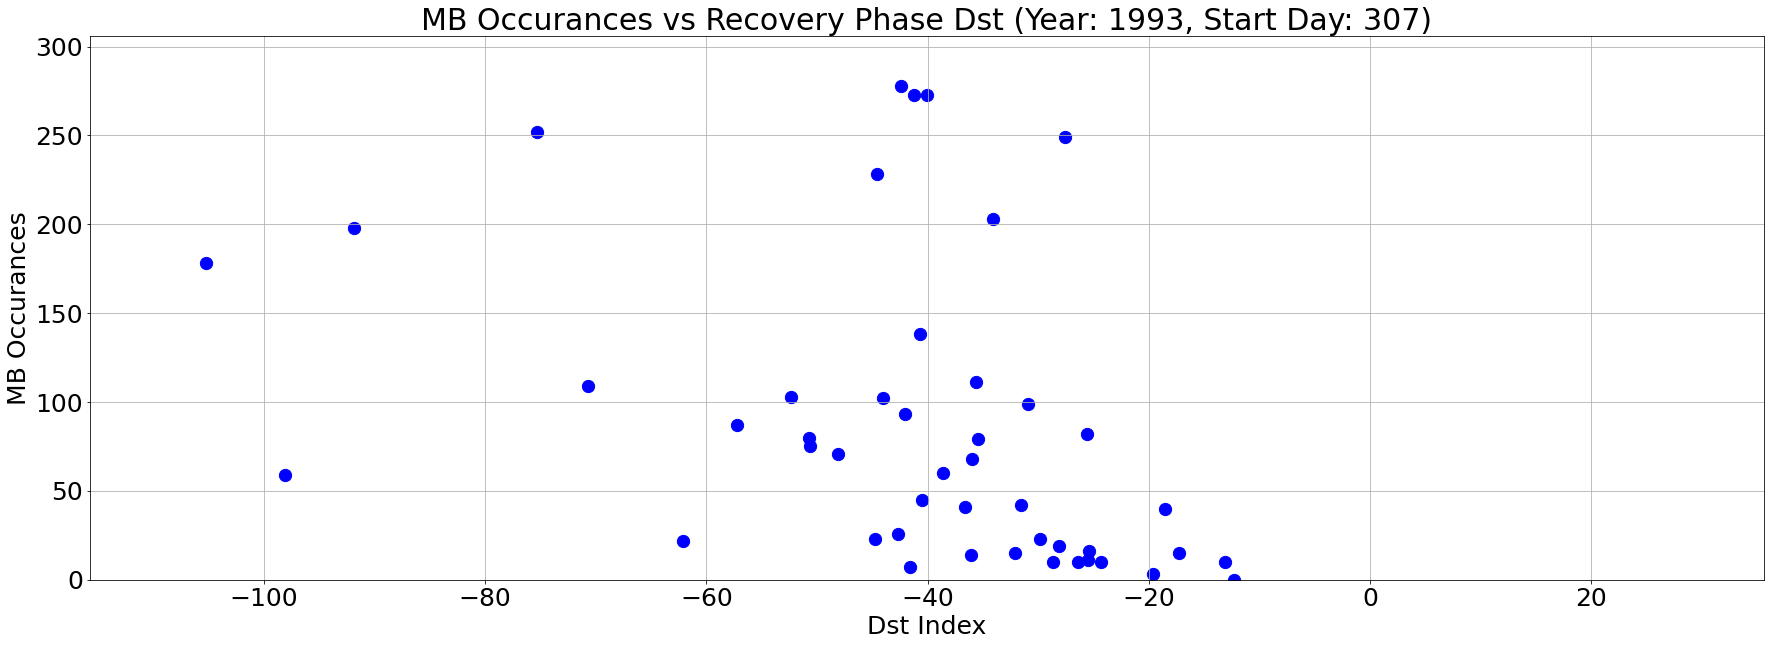 MB Occurances vs Recovery Phase Dst (Year: 1993, Start Day: 307)
300
250
200
150
100
50
0
MB Occurances
−100 −80 −60 −40 −20 0 20
Dst Index